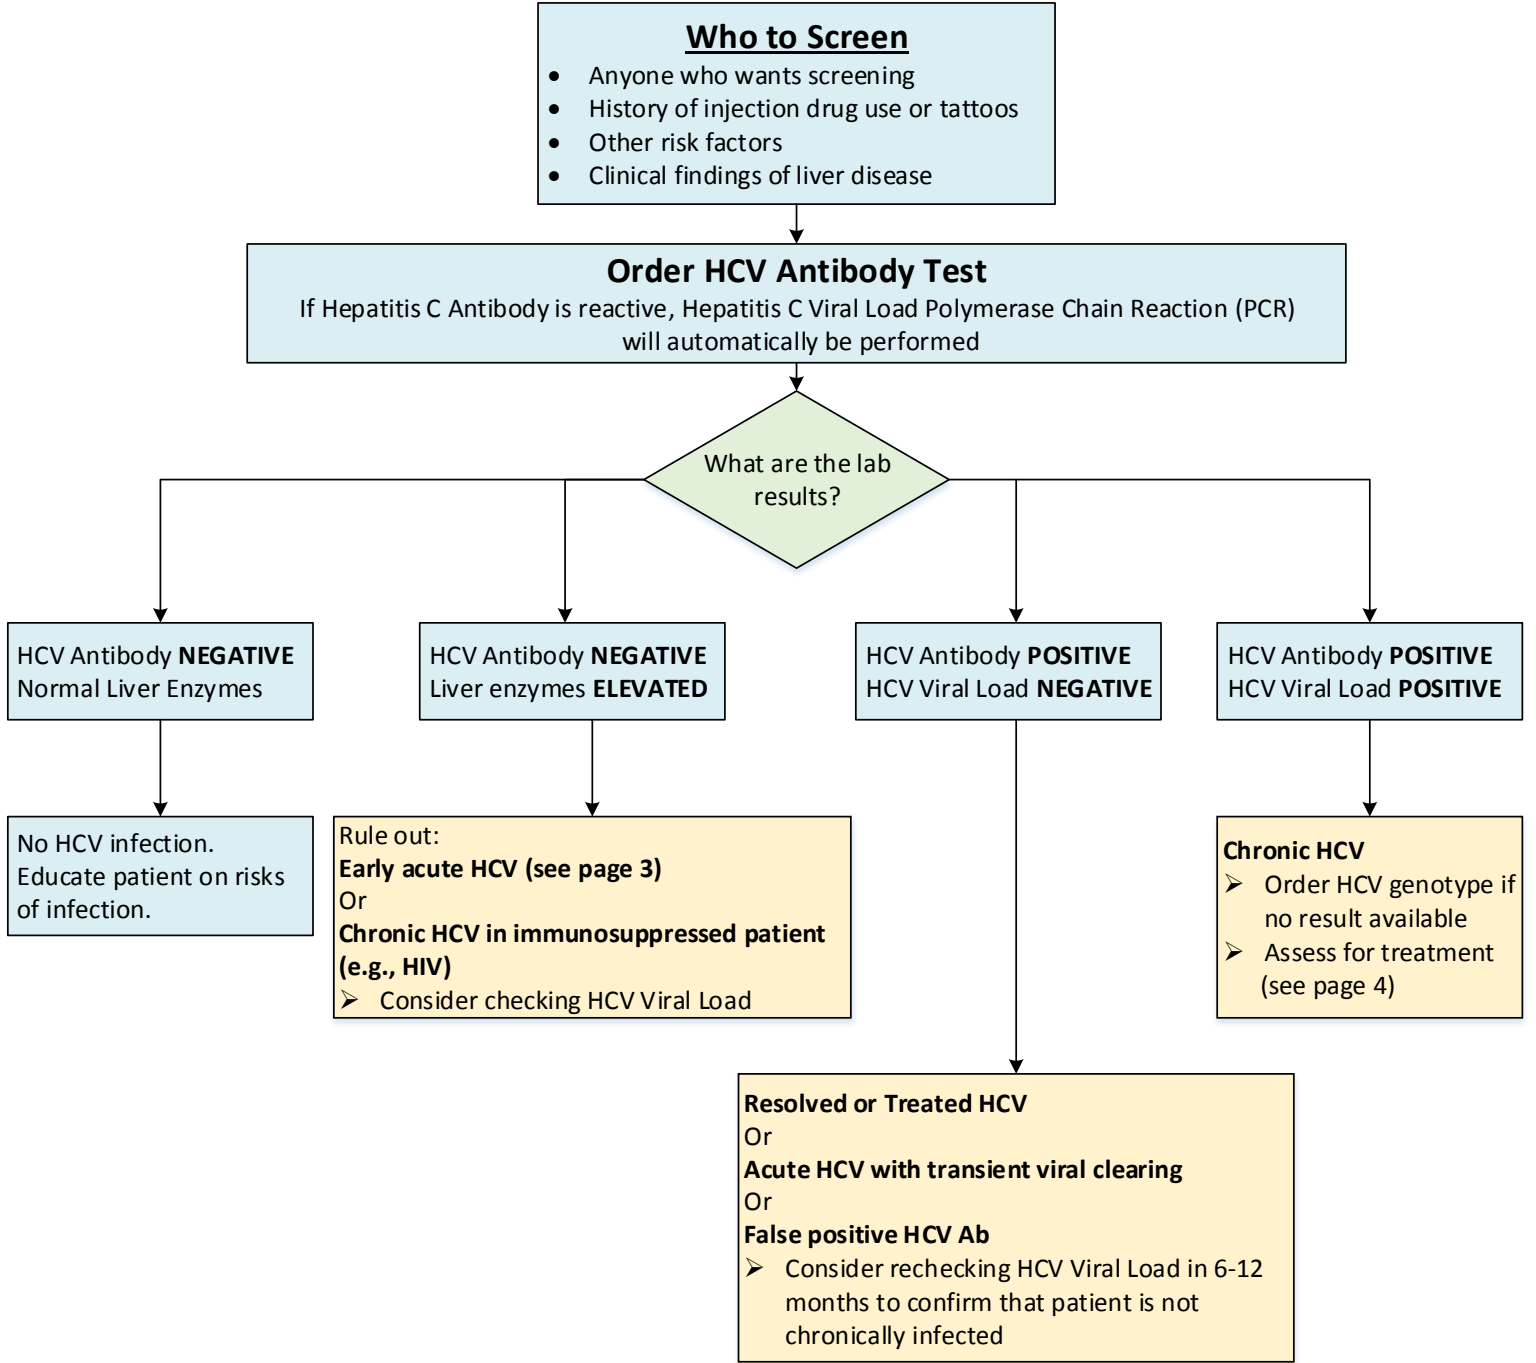 Who to Screen
• Anyone who wants screening
• History of injection drug use or tattoos
• Other risk factors
• Clinical findings of liver disease
Order HCV Antibody Test
If Hepatitis C Antibody is reactive, Hepatitis C Viral Load Polymerase Chain Reaction (PCR)
will automatically be performed
What are the lab
results?
HCV Antibody NEGATIVE
Normal Liver Enzymes
HCV Antibody NEGATIVE
Liver enzymes ELEVATED
HCV Antibody POSITIVE
HCV Viral Load NEGATIVE
HCV Antibody POSITIVE
HCV Viral Load POSITIVE
No HCV infection.
Educate patient on risks
of infection.
Rule out:
Early acute HCV (see page 3)
Or
Chronic HCV in immunosuppressed patient
(e.g., HIV)
➢ Consider checking HCV Viral Load
Chronic HCV
➢ Order HCV genotype if
no result available
➢ Assess for treatment
(see page 4)
Resolved or Treated HCV
Or
Acute HCV with transient viral clearing
Or
False positive HCV Ab
➢ Consider rechecking HCV Viral Load in 6-12
months to confirm that patient is not
chronically infected